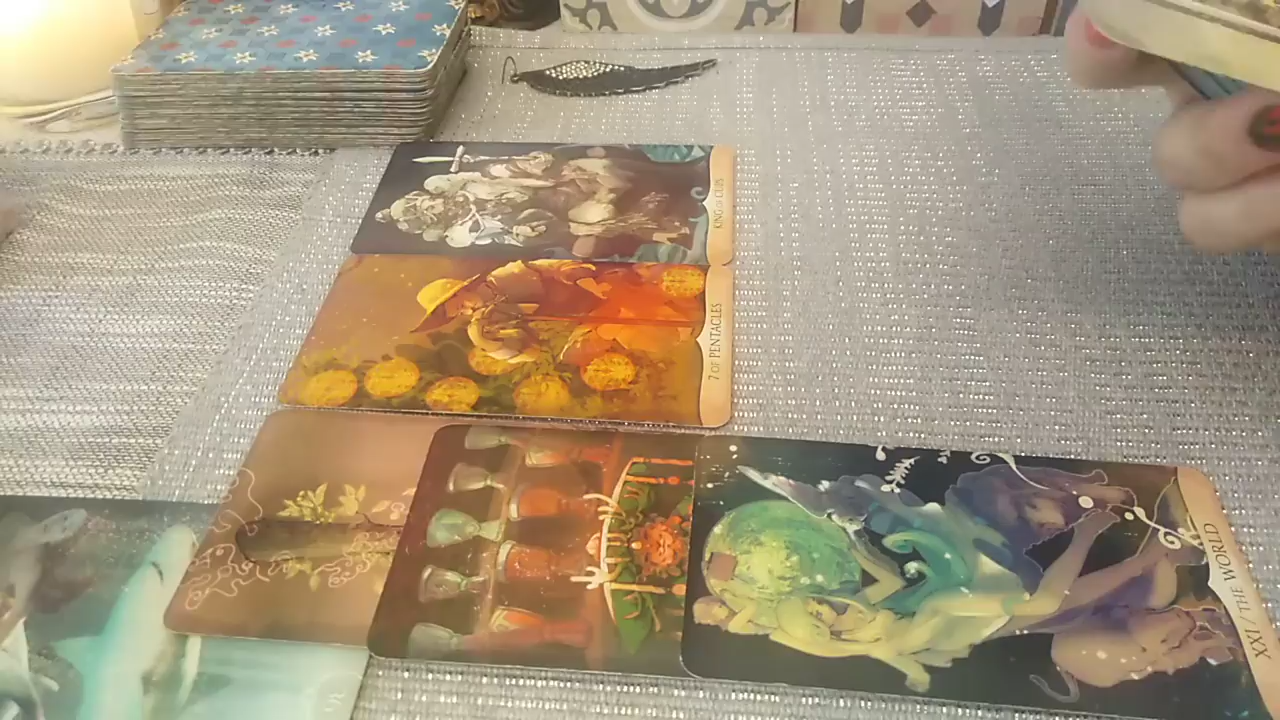 KING OF CUPS
7 OF PENTACLES
XXI / THE WORLD